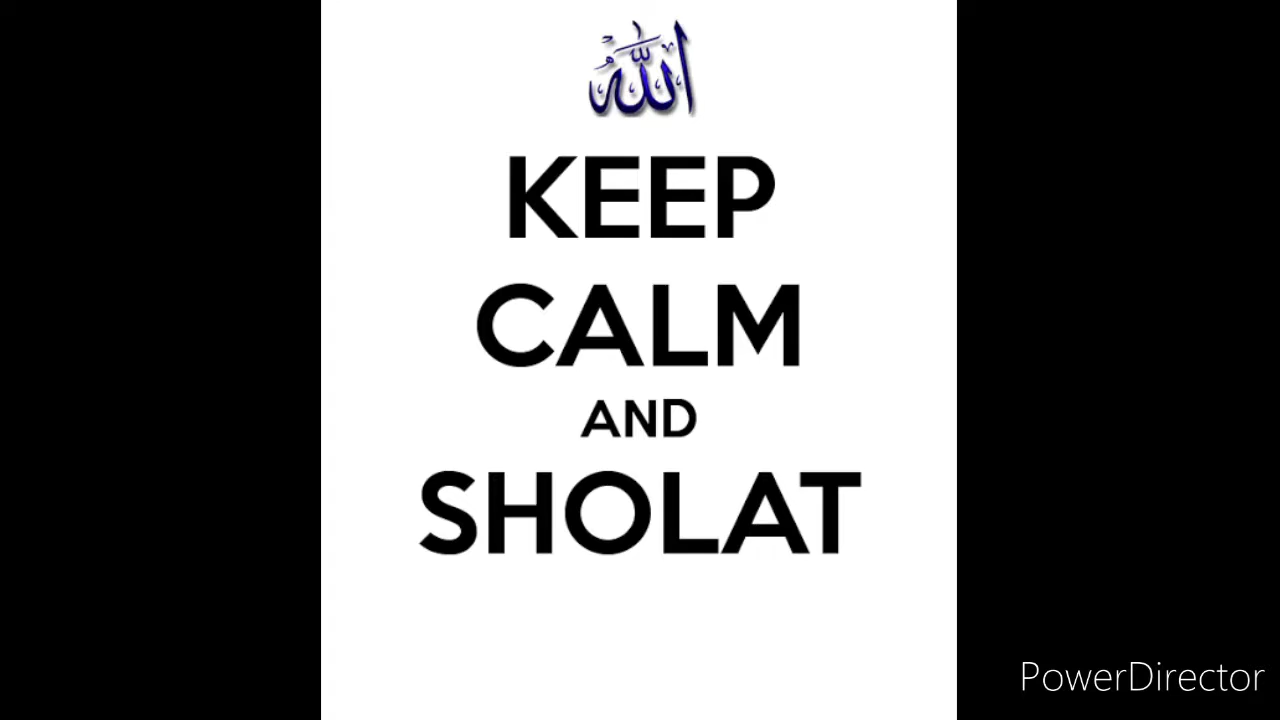 الله
KEEP
CALM
AND
SHOLAT
PowerDirector